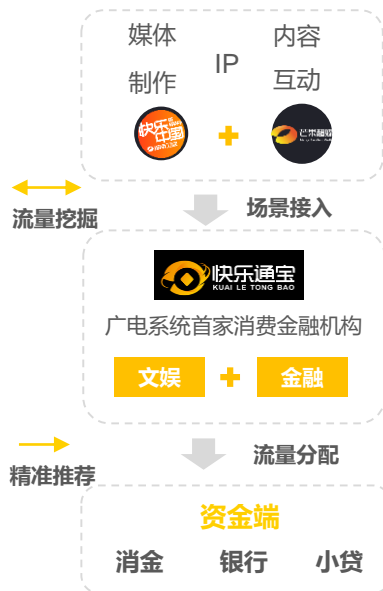 媒体
IP
内容
制作
互动
快乐
中国
芒果
流量挖掘
场景接入
快乐通宝
KUAI LE TONG BAO
广电系统首家消费金融机构
文娱
金融
精准推荐
流量分配
资金端
消金
银行
小贷